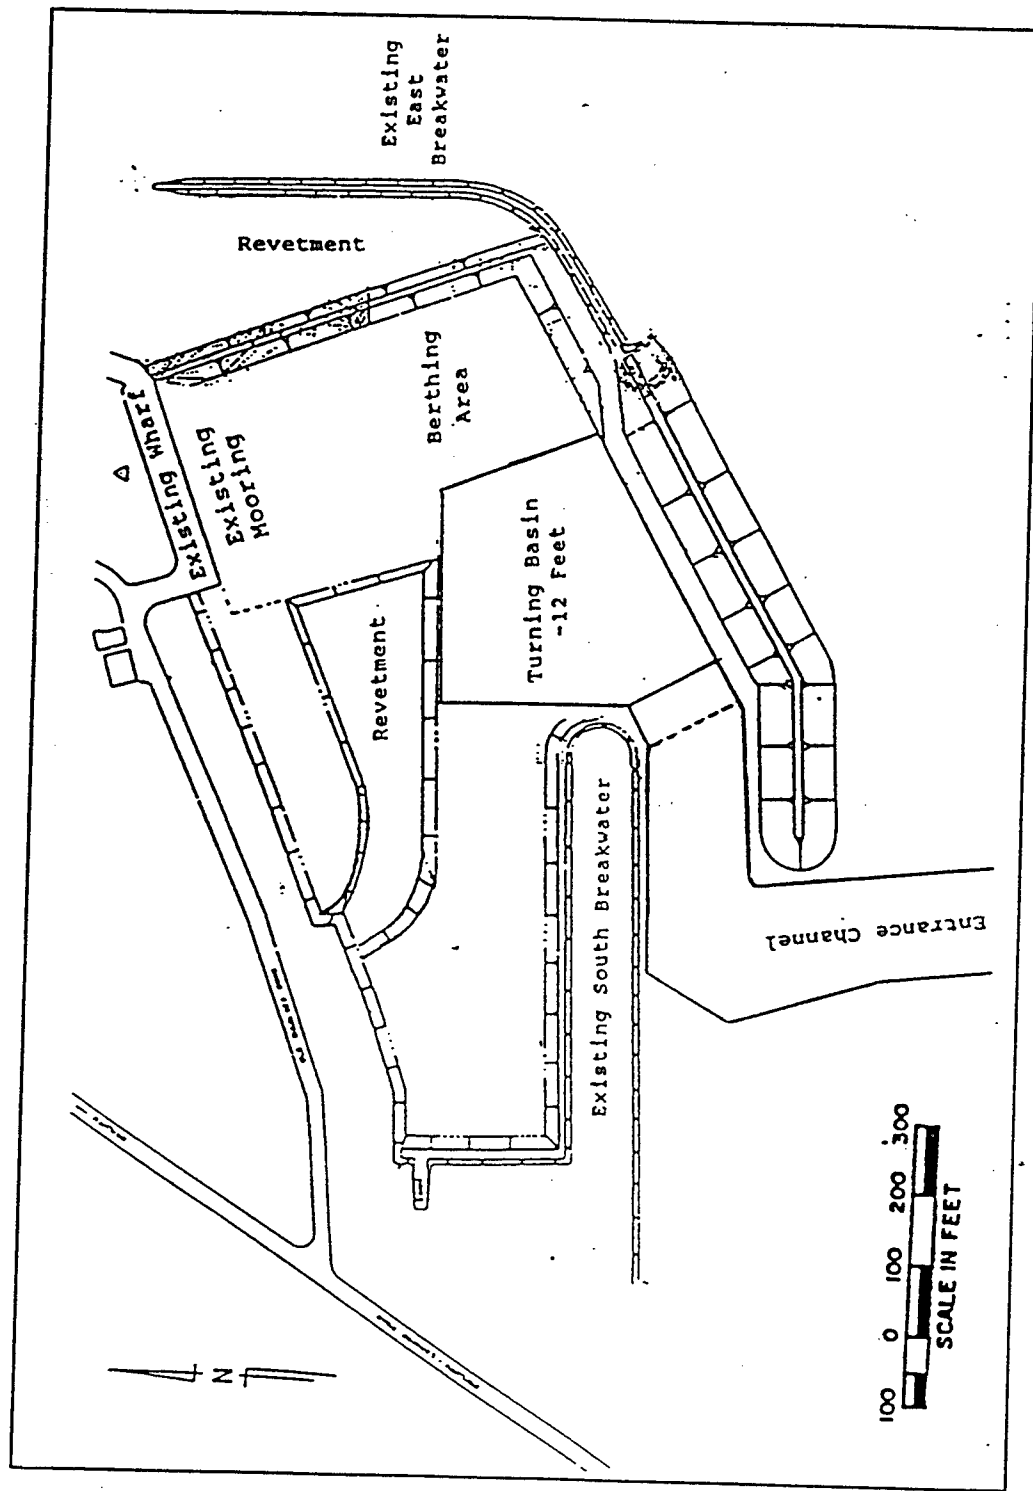 Existing
East
Breakwater
Revetment
Existing Wharf
Existing
Mooring
Berthing
Area
Turning Basin
-12 Feet
Revetment
Existing South Breakwater
Entrance Channel
N
100 0 100 200 300
SCALE IN FEET